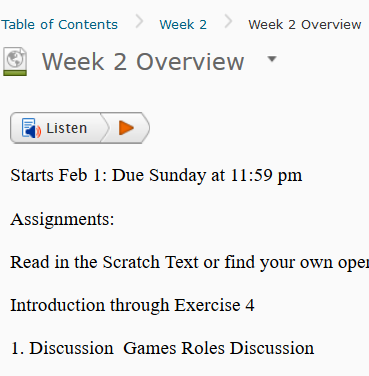 Table of Contents > Week 2 > Week 2 Overview
Week 2 Overview
Listen
Starts Feb 1: Due Sunday at 11:59 pm
Assignments:
Read in the Scratch Text or find your own oper
Introduction through Exercise 4
1. Discussion  Games Roles Discussion